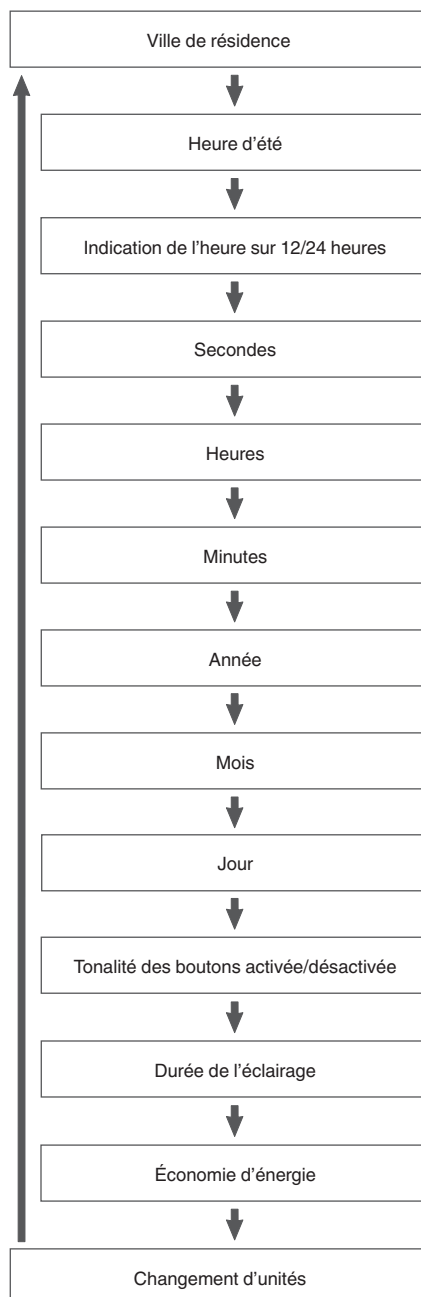 Ville de résidence
Heure d’été
Indication de l’heure sur 12/24 heures
Secondes
Heures
Minutes
Année
Mois
Jour
Tonalité des boutons activée/désactivée
Durée de l’éclairage
Économie d’énergie
Changement d’unités